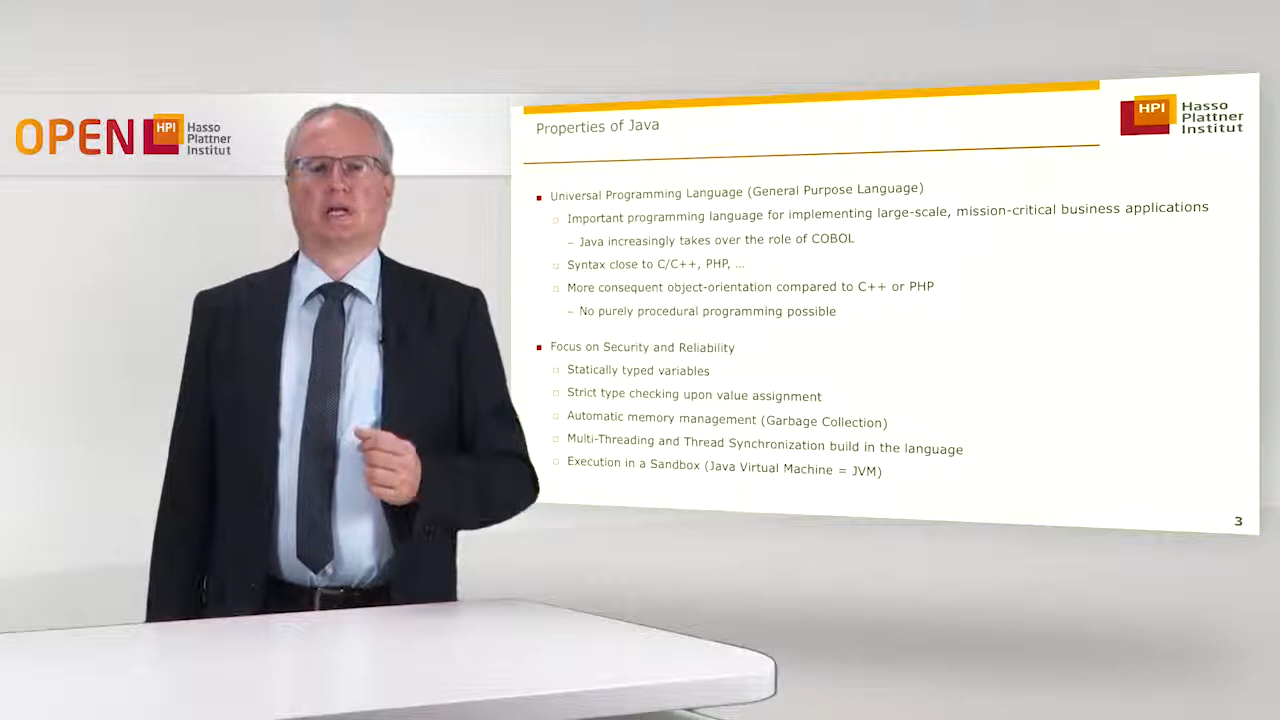 OPEN HPI Hasso
Plattner
Institut
Properties of Java
HPI Hasso
Plattner
Institut
Universal Programming Language (General Purpose Language)
Important programming language for implementing large-scale, mission-critical business applications
– Java increasingly takes over the role of COBOL
Syntax close to C/C++, PHP, ...
More consequent object-orientation compared to C++ or PHP
– No purely procedural programming possible
Focus on Security and Reliability
Statically typed variables
Strict type checking upon value assignment
Automatic memory management (Garbage Collection)
Multi-Threading and Thread Synchronization build in the language
Execution in a Sandbox (Java Virtual Machine = JVM)
3